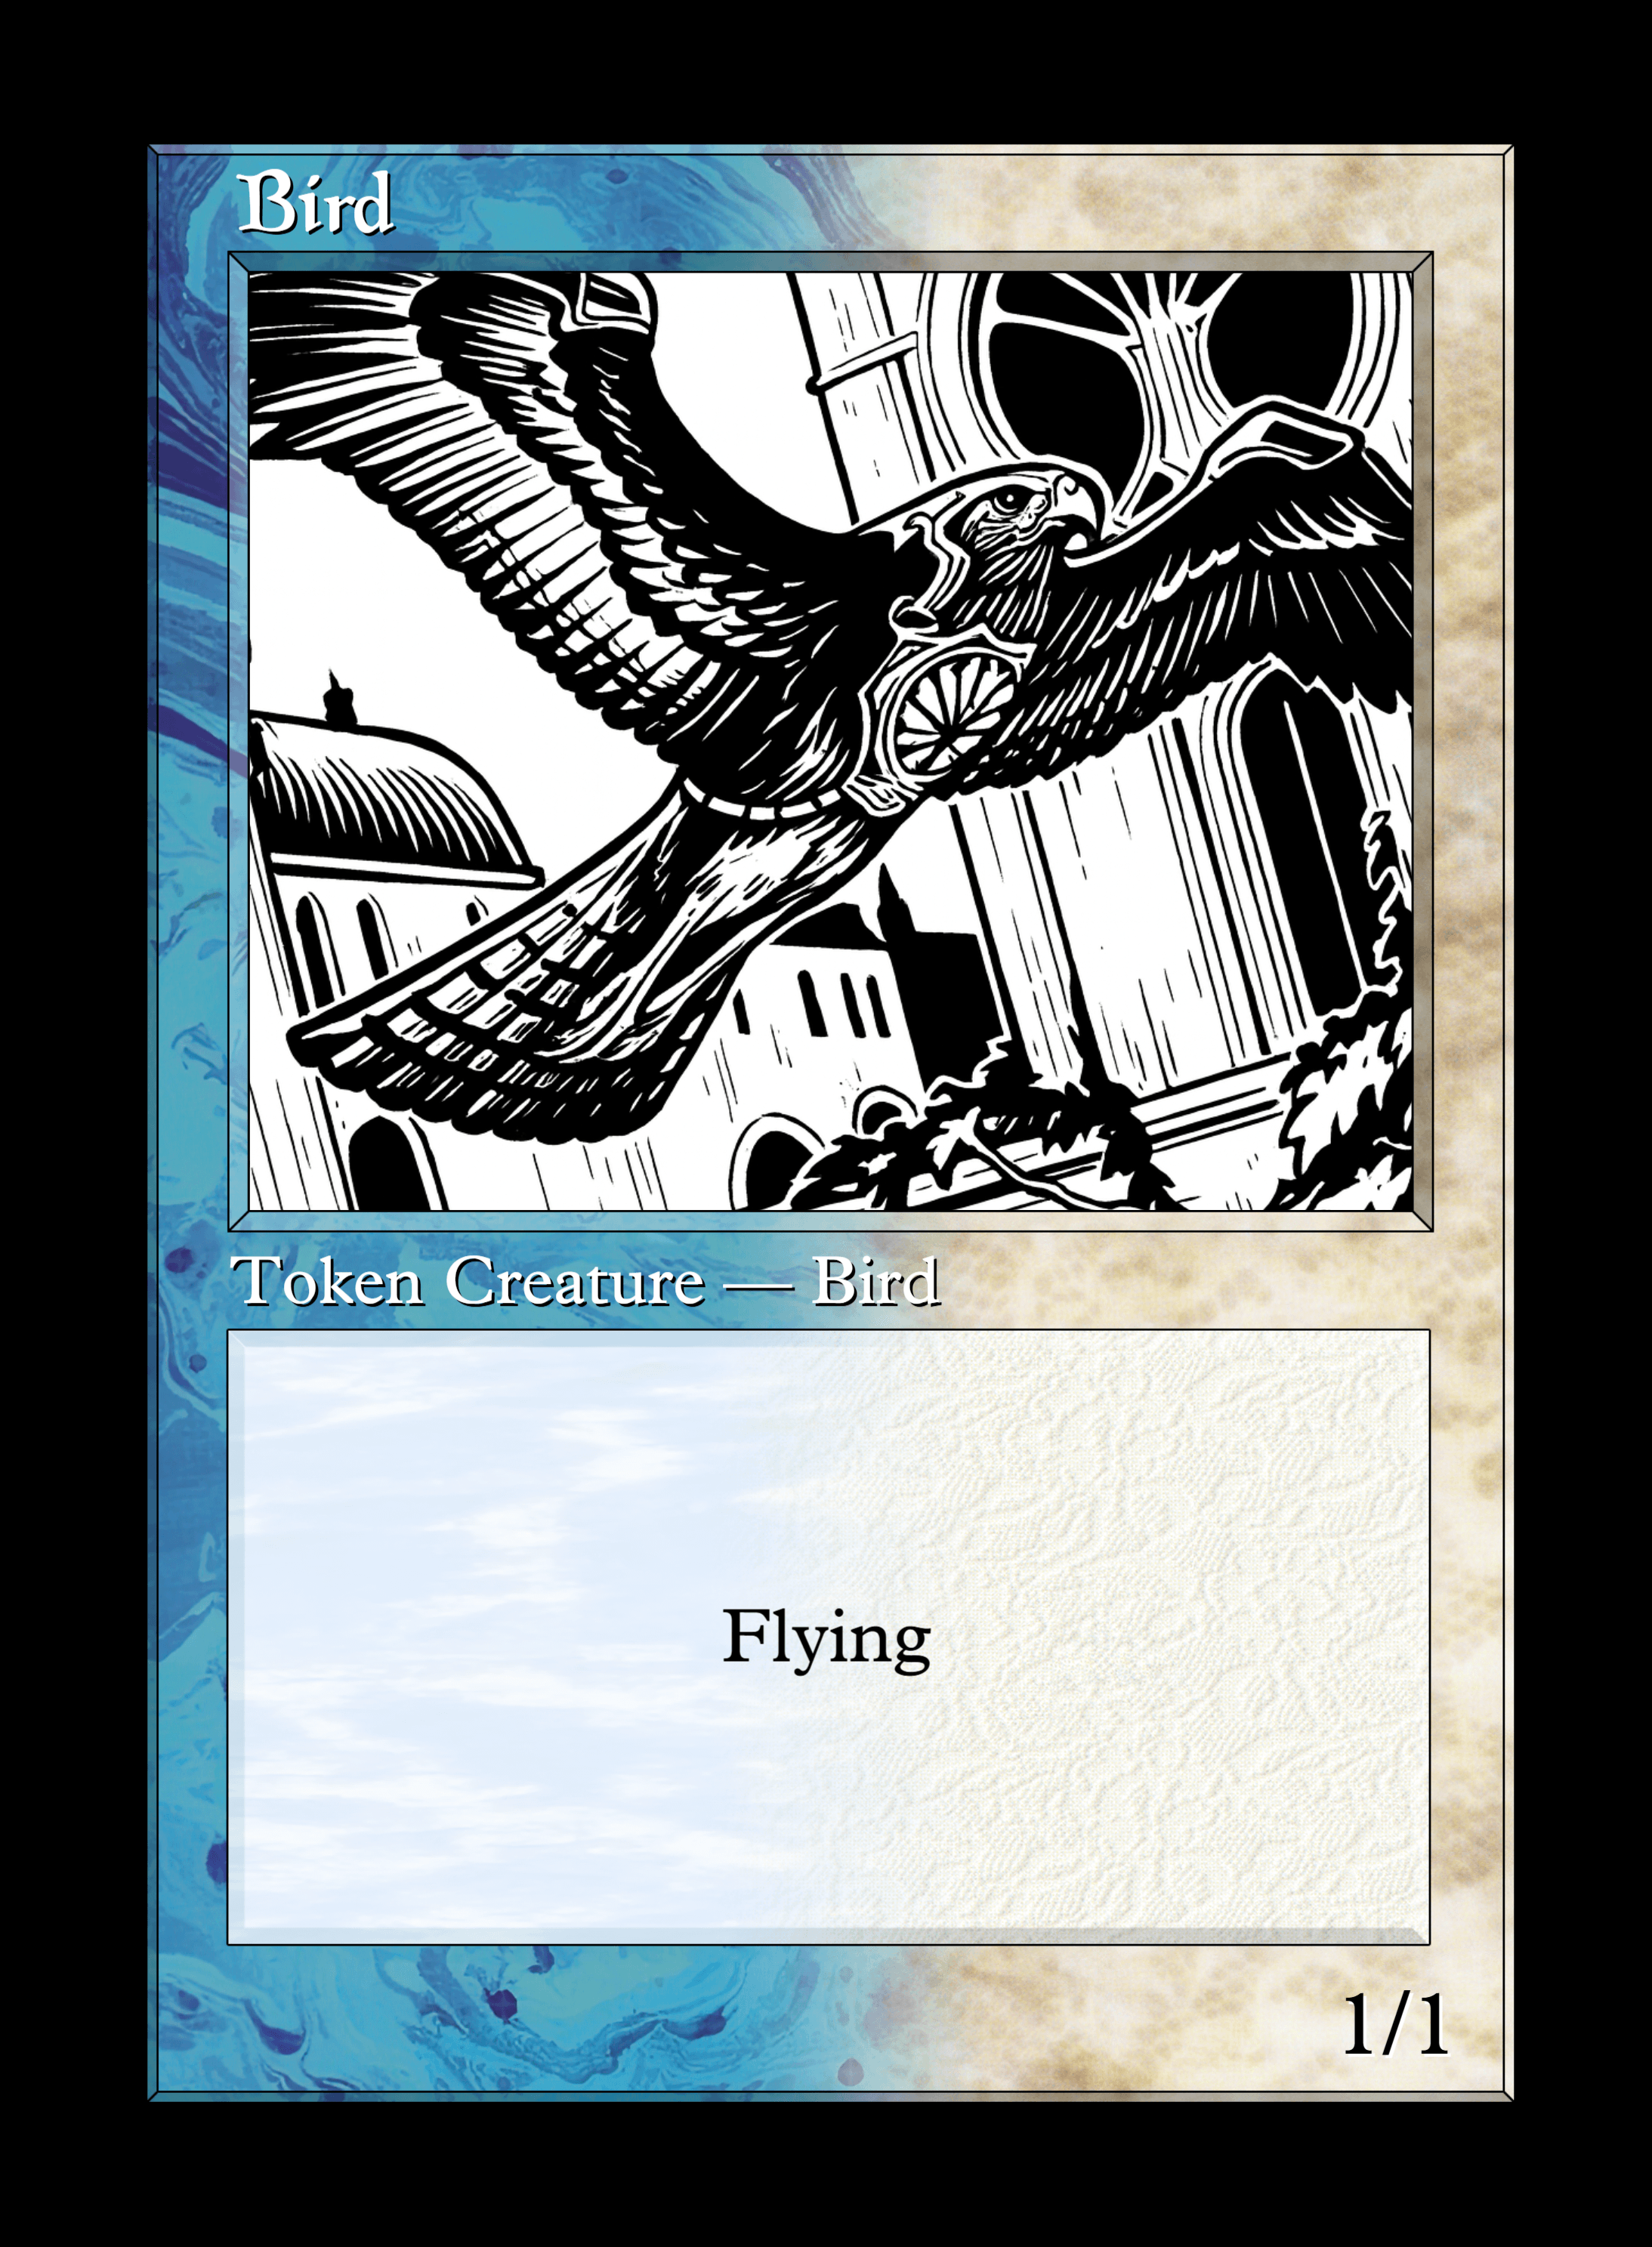 Bird
Token Creature — Bird
Flying
1/1